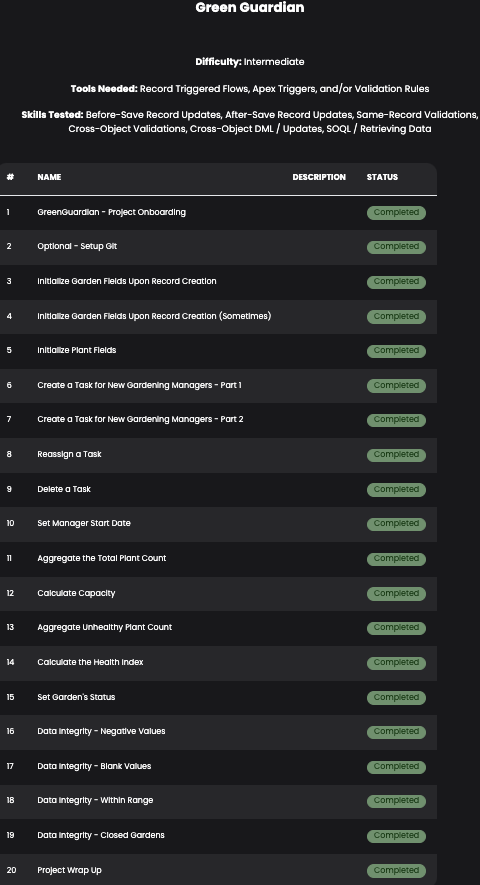 Green Guardian
Difficulty: Intermediate
Tools Needed: Record Triggered Flows, Apex Triggers, and/or Validation Rules
Skills Tested: Before-Save Record Updates, After-Save Record Updates, Same-Record Validations,
Cross-Object Validations, Cross-Object DML / Updates, SOQL / Retrieving Data
# NAME DESCRIPTION STATUS
1 GreenGuardian - Project Onboarding Completed
2 Optional - Setup Git Completed
3 Initialize Garden Fields Upon Record Creation Completed
4 Initialize Garden Fields Upon Record Creation (Sometimes) Completed
5 Initialize Plant Fields Completed
6 Create a Task for New Gardening Managers - Part 1 Completed
7 Create a Task for New Gardening Managers - Part 2 Completed
8 Reassign a Task Completed
9 Delete a Task Completed
10 Set Manager Start Date Completed
11 Aggregate the Total Plant Count Completed
12 Calculate Capacity Completed
13 Aggregate Unhealthy Plant Count Completed
14 Calculate the Health Index Completed
15 Set Garden's Status Completed
16 Data Integrity - Negative Values Completed
17 Data Integrity - Blank Values Completed
18 Data Integrity - Within Range Completed
19 Data Integrity - Closed Gardens Completed
20 Project Wrap Up Completed